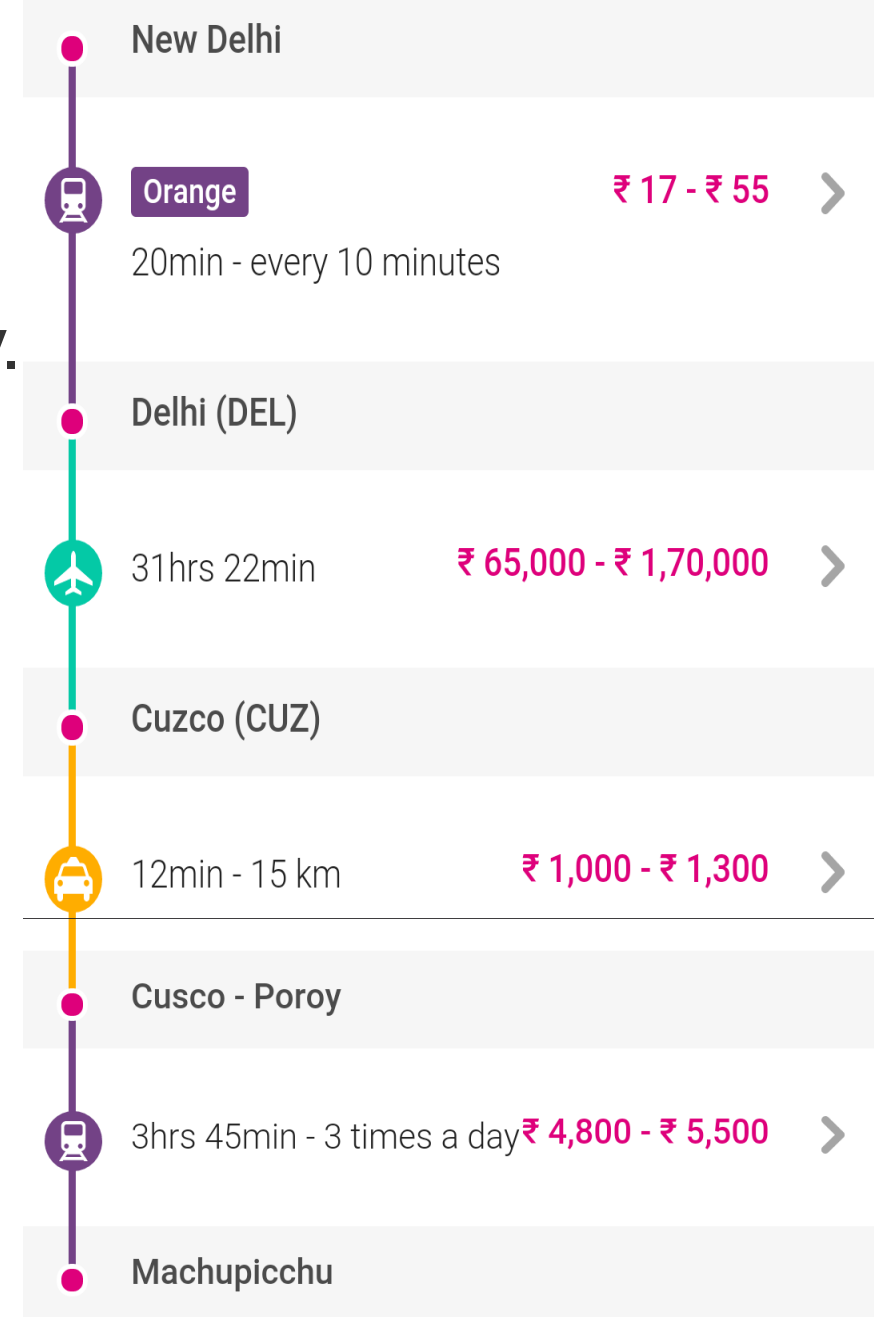 New Delhi
Orange ₹ 17 - ₹ 55
20min - every 10 minutes
Delhi (DEL)
31hrs 22min ₹ 65,000 - ₹ 1,70,000
Cuzco (CUZ)
12min - 15 km ₹ 1,000 - ₹ 1,300
Cusco - Poroy
3hrs 45min - 3 times a day ₹ 4,800 - ₹ 5,500
Machupicchu